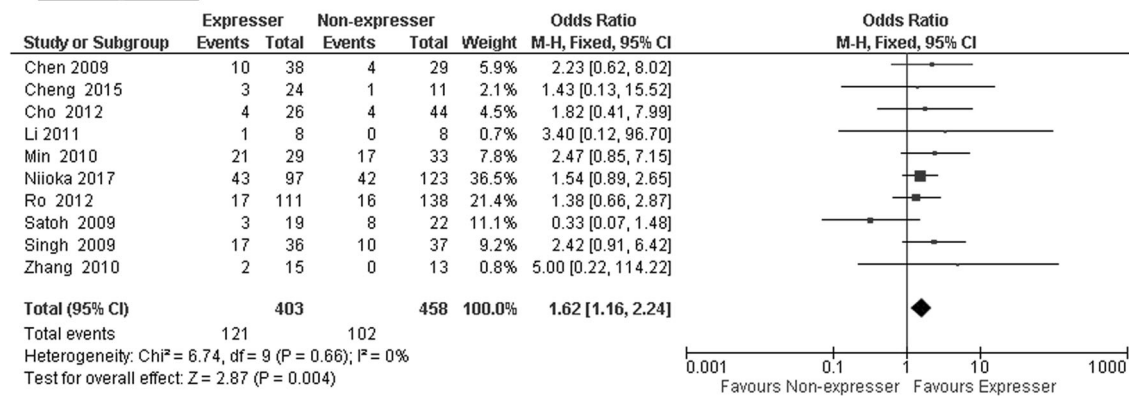 Expresser Non-expresser Odds Ratio Odds Ratio
Study or Subgroup Events Total Events Total Weight M-H, Fixed, 95% CI M-H, Fixed, 95% CI
Chen 2009 10 38 4 29 5.9% 2.23 [0.62, 8.02]
Cheng 2015 3 24 1 11 2.1% 1.43 [0.13, 15.52]
Cho 2012 4 26 4 44 4.5% 1.82 [0.41, 7.99]
Li 2011 1 8 0 8 0.7% 3.40 [0.12, 96.70]
Min 2010 21 29 17 33 7.8% 2.47 [0.85, 7.15]
Niioka 2017 43 97 42 123 36.5% 1.54 [0.89, 2.65]
Ro 2012 17 111 16 138 21.4% 1.38 [0.66, 2.87]
Satoh 2009 3 19 8 22 11.1% 0.33 [0.07, 1.48]
Singh 2009 17 36 10 37 9.2% 2.42 [0.91, 6.42]
Zhang 2010 2 15 0 13 0.8% 5.00 [0.22, 114.22]
Total (95% CI) 403 458 100.0% 1.62 [1.16, 2.24]
Total events 121 102
Heterogeneity: Chi² = 6.74, df = 9 (P = 0.66); I² = 0%
Test for overall effect: Z = 2.87 (P = 0.004)
0.001 0.1 1 10 1000
Favours Non-expresser Favours Expresser